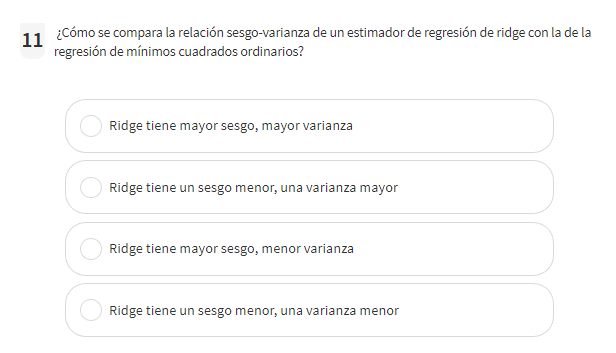 11 ¿Cómo se compara la relación sesgo-varianza de un estimador de regresión de ridge con la de la
regresión de mínimos cuadrados ordinarios?
Ridge tiene mayor sesgo, mayor varianza
Ridge tiene un sesgo menor, una varianza mayor
Ridge tiene mayor sesgo, menor varianza
Ridge tiene un sesgo menor, una varianza menor